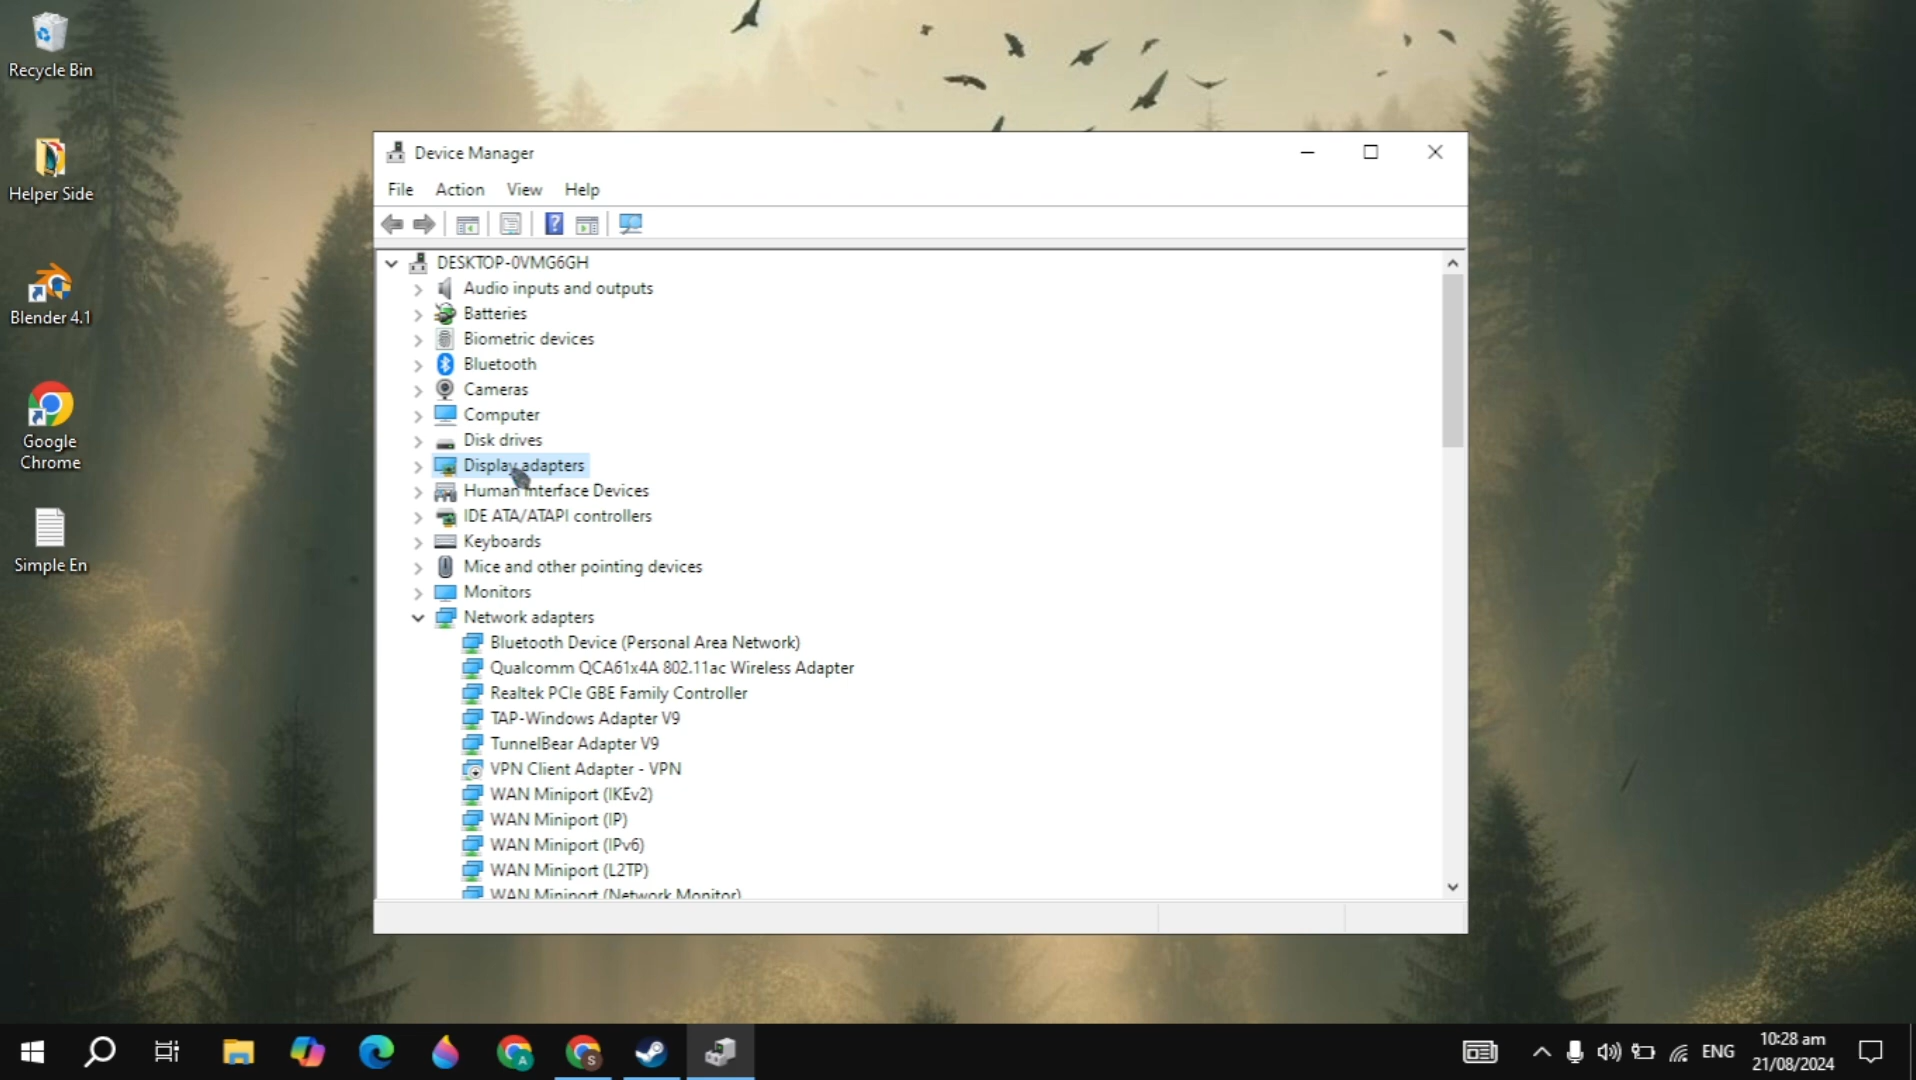 Recycle Bin
Helper Side
Blender 4.1
Google
Chrome
Simple En
Device Manager
File Action View Help
DESKTOP-0VMG6GH
Audio inputs and outputs
Batteries
Biometric devices
Bluetooth
Cameras
Computer
Disk drives
Display adapters
Human Interface Devices
IDE ATA/ATAPI controllers
Keyboards
Mice and other pointing devices
Monitors
Network adapters
Bluetooth Device (Personal Area Network)
Qualcomm QCA61x4A 802.11ac Wireless Adapter
Realtek PCIe GBE Family Controller
TAP-Windows Adapter V9
TunnelBear Adapter V9
VPN Client Adapter - VPN
WAN Miniport (IKEv2)
WAN Miniport (IP)
WAN Miniport (IPv6)
WAN Miniport (L2TP)
WAN Miniport (Network Monitor)
A
S
ENG
10:28 am
21/08/2024